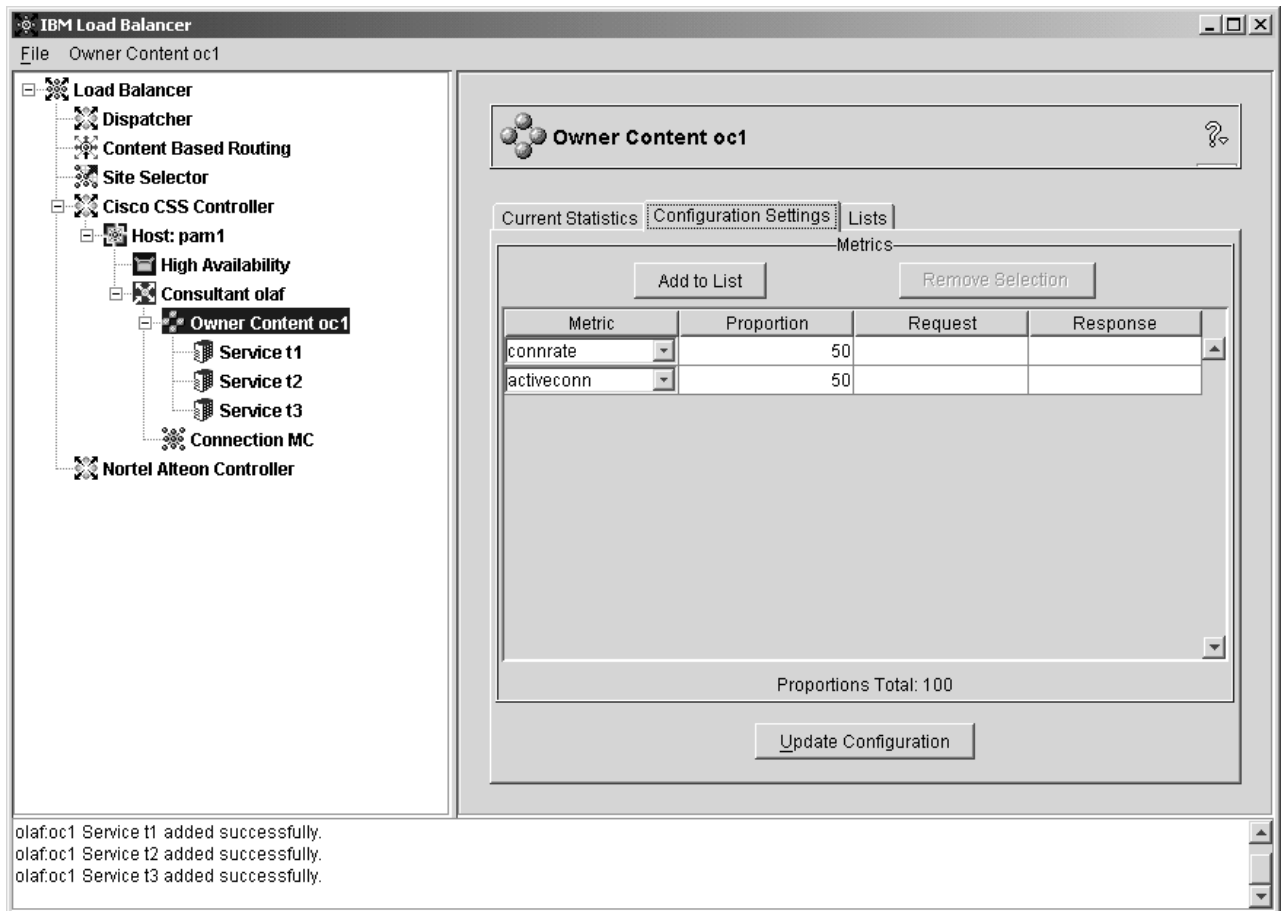 IBM Load Balancer
File Owner Content oc1
Load Balancer
Dispatcher
Content Based Routing
Site Selector
Cisco CSS Controller
Host: pam1
High Availability
Consultant olaf
Owner Content oc1
Service t1
Service t2
Service t3
Connection MC
Nortel Alteon Controller
Owner Content oc1
Current Statistics Configuration Settings Lists
Metrics
Add to List Remove Selection
Metric Proportion Request Response
connrate 50
activeconn 50
Proportions Total: 100
Update Configuration
olaf:oc1 Service t1 added successfully.
olaf:oc1 Service t2 added successfully.
olaf:oc1 Service t3 added successfully.